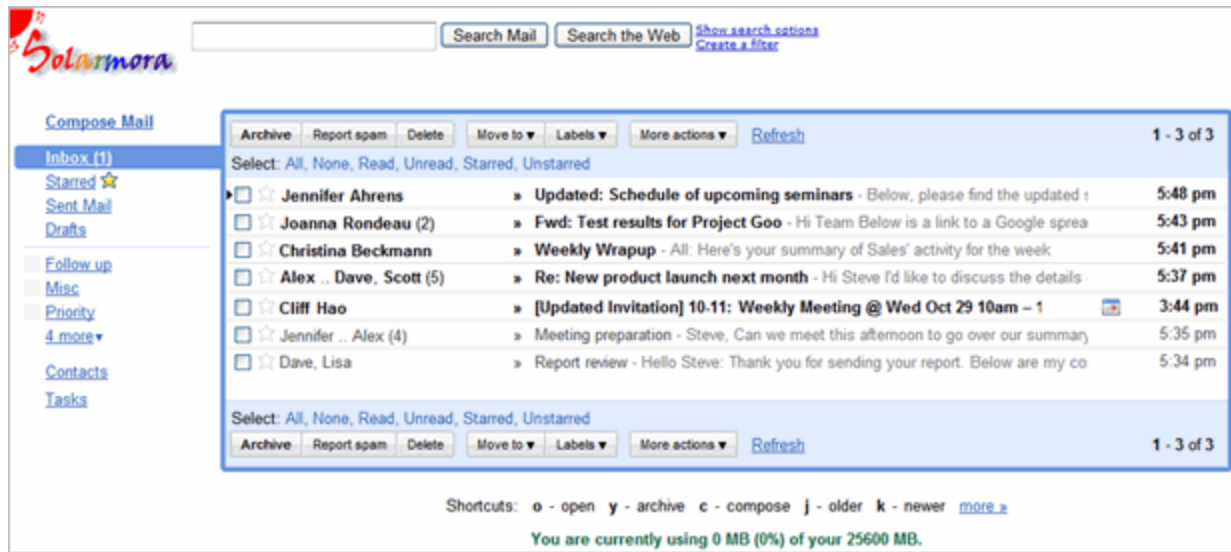 Solarmora
Search Mail Search the Web Show search options
Create a filter
Compose Mail
Inbox (1)
Starred
Sent Mail
Drafts
Follow up
Misc
Priority
4 more▾
Contacts
Tasks
Archive Report spam Delete Move to ▾ Labels ▾ More actions ▾ Refresh 1 - 3 of 3
Select: All, None, Read, Unread, Starred, Unstarred
Jennifer Ahrens » Updated: Schedule of upcoming seminars - Below, please find the updated 5:48 pm
Joanna Rondeau (2) » Fwd: Test results for Project Goo - Hi Team Below is a link to a Google sprea 5:43 pm
Christina Beckmann » Weekly Wrapup - All: Here's your summary of Sales' activity for the week 5:41 pm
Alex .. Dave, Scott (5) » Re: New product launch next month - Hi Steve I'd like to discuss the details - 5:37 pm
Cliff Hao » [Updated Invitation] 10-11: Weekly Meeting @ Wed Oct 29 10am – 1 3:44 pm
Jennifer .. Alex (4) » Meeting preparation - Steve, Can we meet this afternoon to go over our summary 5:35 pm
Dave, Lisa » Report review - Hello Steve: Thank you for sending your report. Below are my co 5:34 pm
Select: All, None, Read, Unread, Starred, Unstarred
Archive Report spam Delete Move to ▾ Labels ▾ More actions ▾ Refresh 1 - 3 of 3
Shortcuts: o - open y - archive c - compose j - older k - newer more »
You are currently using 0 MB (0%) of your 25600 MB.